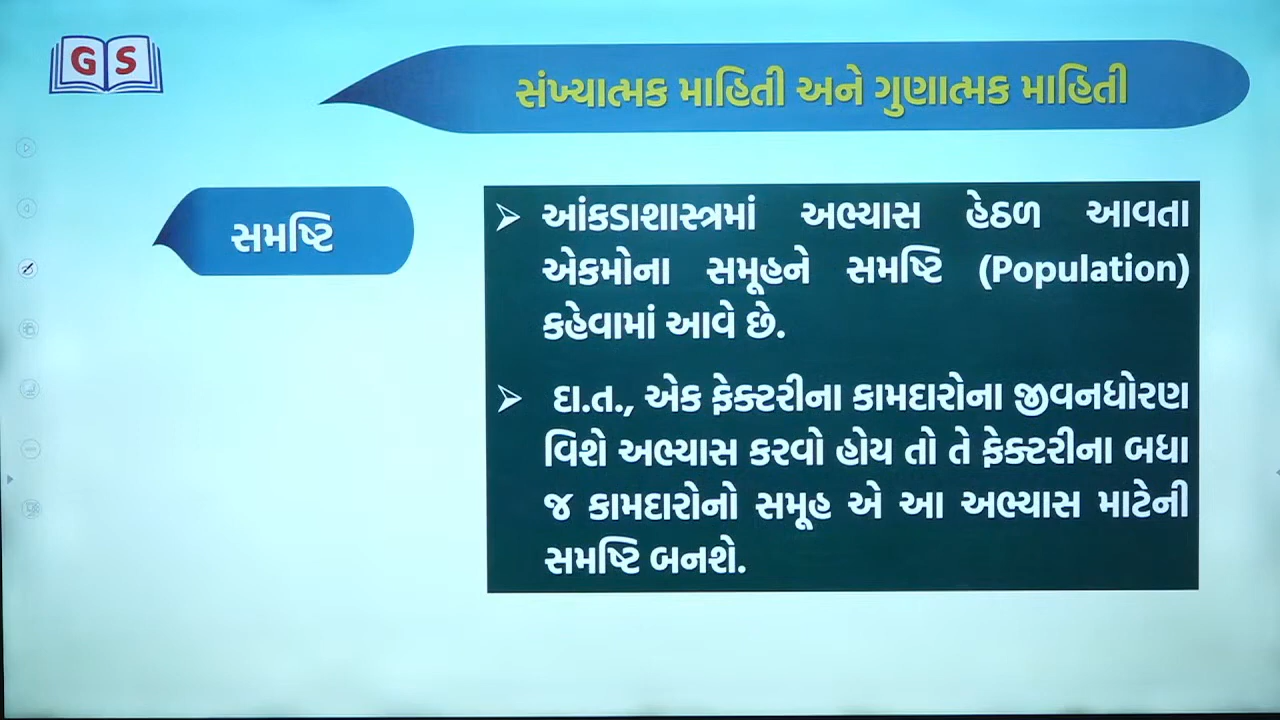 G S
સંખ્યાત્મક માહિતી અને ગુણાત્મક માહિતી
સમષ્ટિ
➢ આંકડાશાસ્ત્રમાં અભ્યાસ હેઠળ આવતા
એકમોના સમૂહને સમષ્ટિ (Population)
કહેવામાં આવે છે.
➢ દા.ત., એક ફેક્ટરીના કામદારોના જીવનધોરણ
વિશે અભ્યાસ કરવો હોય તો તે ફેક્ટરીના બધા
જ કામદારોનો સમૂહ એ આ અભ્યાસ માટેની
સમષ્ટિ બનશે.